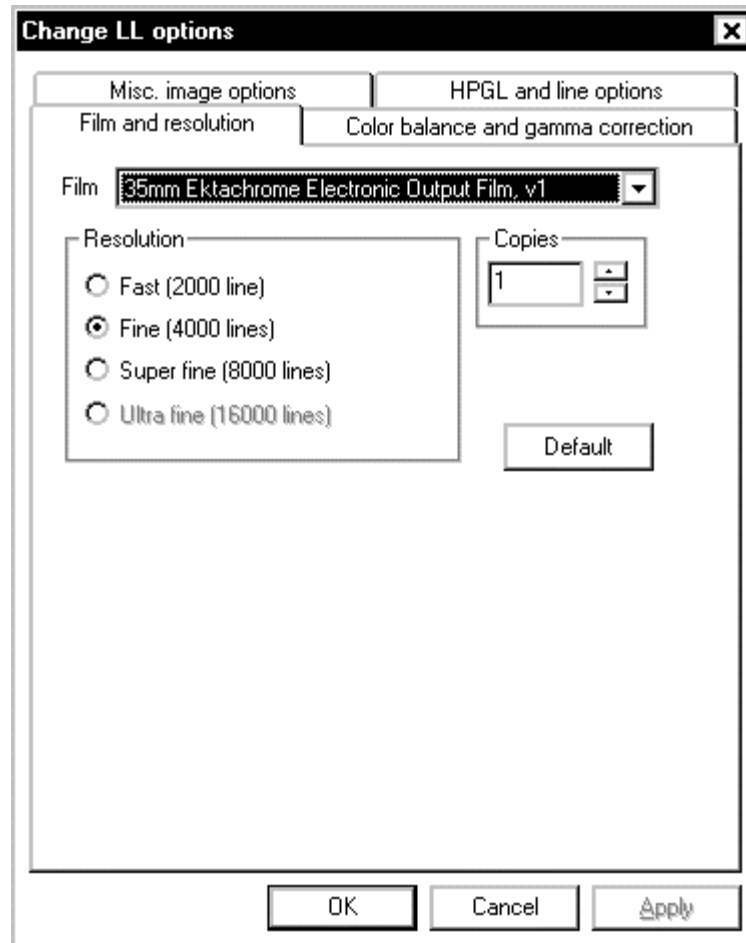 Change LL options
Misc. image options
HPGL and line options
Film and resolution
Color balance and gamma correction
Film 35mm Ektachrome Electronic Output Film, v1
Resolution
Copies
Fast (2000 line)
1
Fine (4000 lines)
Super fine (8000 lines)
Ultra fine (16000 lines)
Default
OK
Cancel
Apply